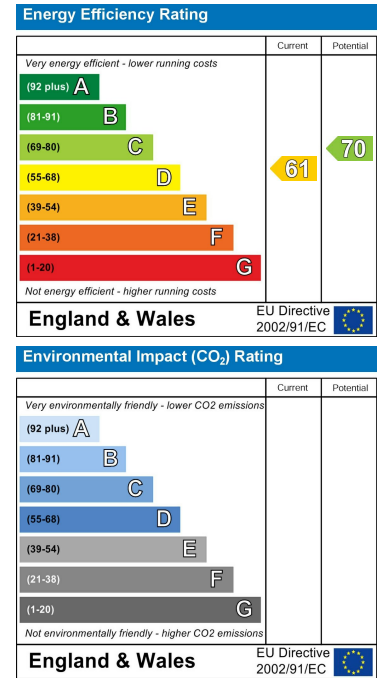 Energy Efficiency Rating
Current Potential
Very energy efficient - lower running costs
(92 plus) A
(81-91) B
(69-80) C
(55-68) D
(39-54) E
(21-38) F
(1-20) G
61
70
Not energy efficient - higher running costs
England & Wales
EU Directive
2002/91/EC
Environmental Impact (CO₂) Rating
Current Potential
Very environmentally friendly - lower CO2 emissions
(92 plus) A
(81-91) B
(69-80) C
(55-68) D
(39-54) E
(21-38) F
(1-20) G
Not environmentally friendly - higher CO2 emissions
England & Wales
EU Directive
2002/91/EC